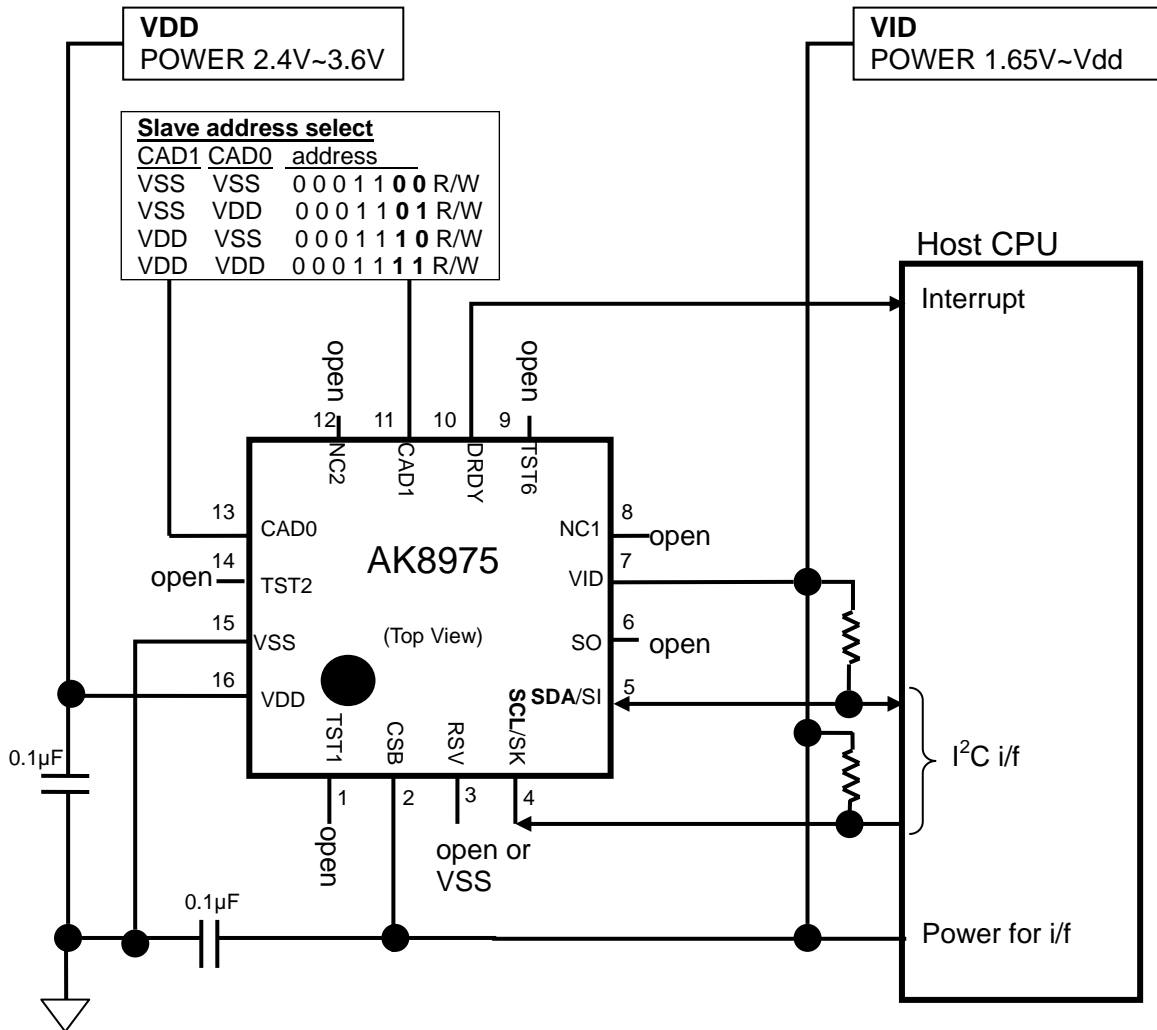 VDD
POWER 2.4V~3.6V
VID
POWER 1.65V~Vdd
Slave address select
CAD1 CAD0 address
VSS VSS 0 0 0 1 1 0 0 R/W
VSS VDD 0 0 0 1 1 0 1 R/W
VDD VSS 0 0 0 1 1 1 0 R/W
VDD VDD 0 0 0 1 1 1 1 R/W
Host CPU
Interrupt
open
open
12
11
10
9
NC2
CAD1
DRDY
TST6
13
CAD0
NC1
8
open
14
open
TST2
AK8975
VID
7
15
VSS
(Top View)
SO
6
open
16
VDD
SDA/SI
5
TST1
CSB
RSV
SCL/SK
I²C i/f
0.1µF
1
2
3
4
open
open or
VSS
0.1µF
Power for i/f